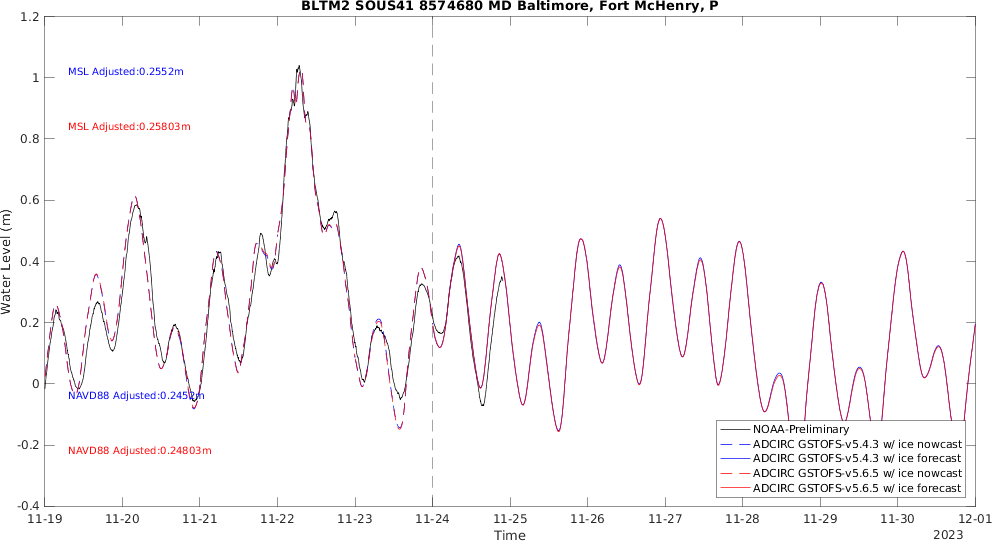 BLTM2 SOUS41 8574680 MD Baltimore, Fort McHenry, P
1.2
1
0.8
0.6
0.4
0.2
0
-0.2
-0.4
Water Level (m)
MSL Adjusted:0.2552m
MSL Adjusted:0.25803m
NAVD88 Adjusted:0.2452m
NAVD88 Adjusted:0.24803m
NOAA-Preliminary
ADCIRC GSTOFS-v5.4.3 w/ ice nowcast
ADCIRC GSTOFS-v5.4.3 w/ ice forecast
ADCIRC GSTOFS-v5.6.5 w/ ice nowcast
ADCIRC GSTOFS-v5.6.5 w/ ice forecast
11-19 11-20 11-21 11-22 11-23 11-24 11-25 11-26 11-27 11-28 11-29 11-30 12-01
Time
2023